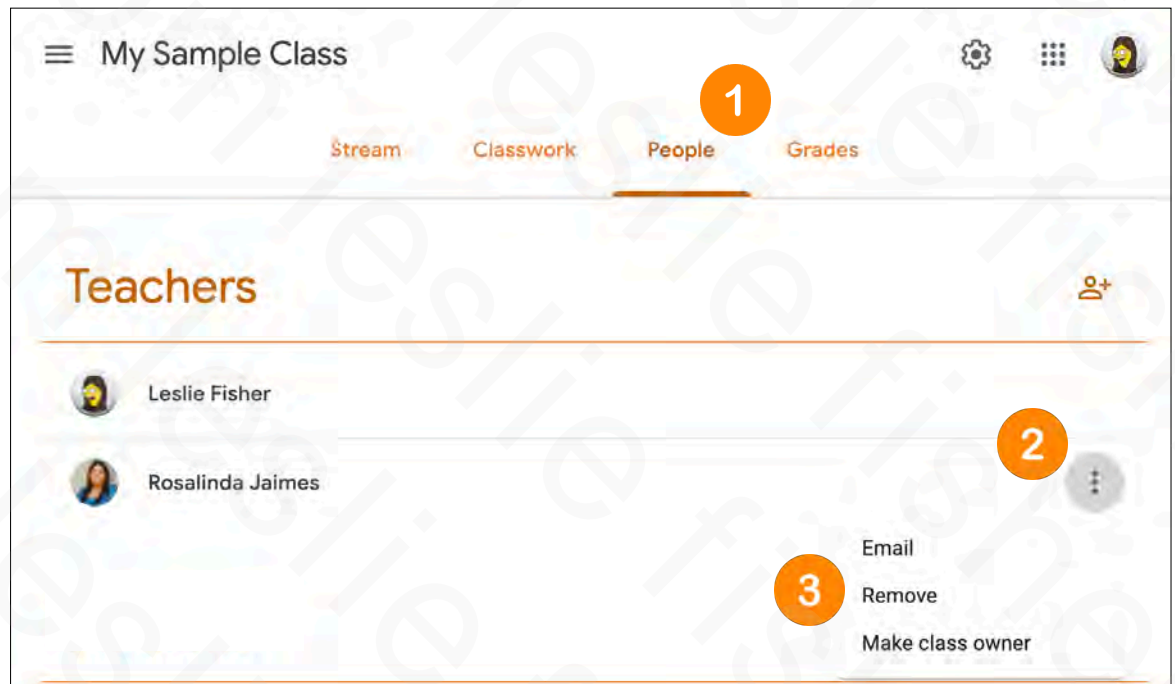 My Sample Class
1
Stream Classwork People Grades
Teachers
Leslie Fisher
2
Rosalinda Jaimes
Email
3 Remove
Make class owner